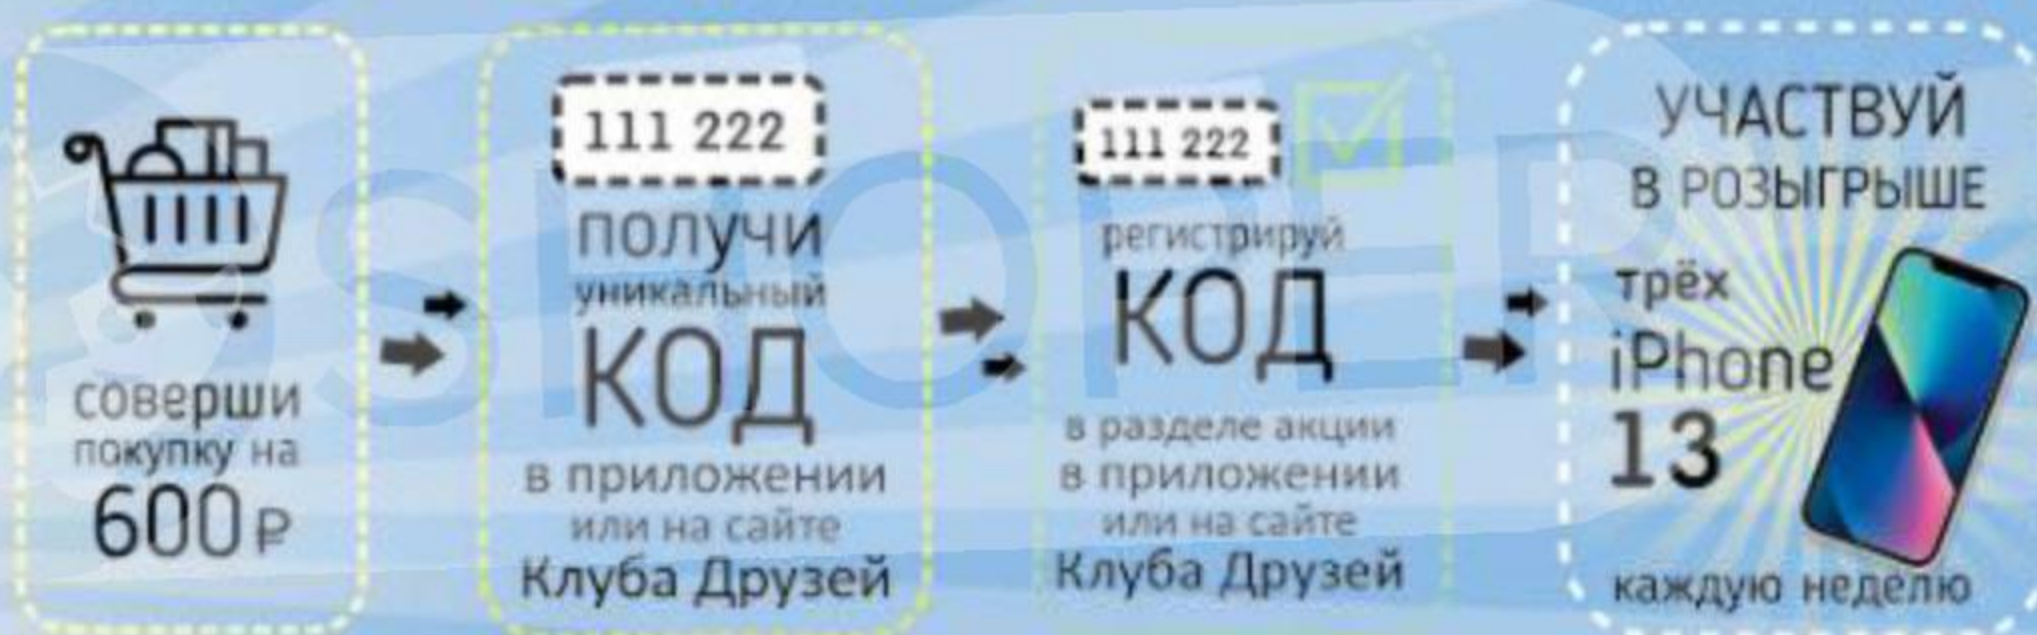 соверши
покупку на
600 ₽
111 222
получи
уникальный
КОД
в приложении
или на сайте
Клуба Друзей
111 222
регистрируй
КОД
в разделе акции
в приложении
или на сайте
Клуба Друзей
УЧАСТВУЙ
В РОЗЫГРЫШЕ
трёх
iPhone
13
каждую неделю
SHOPER